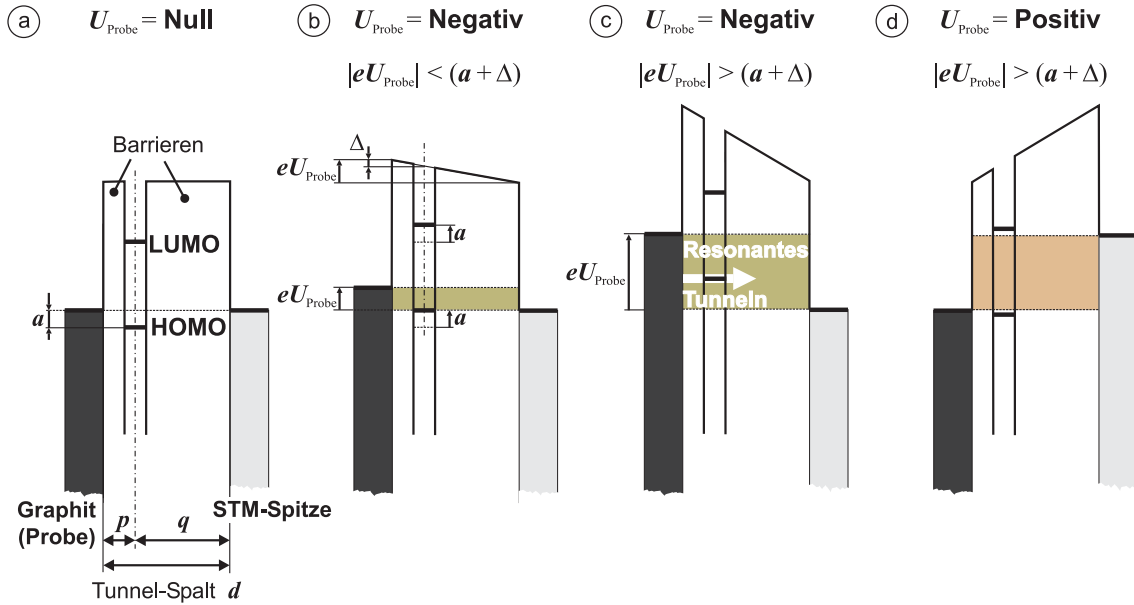 a U_Probe = Null
b U_Probe = Negativ
|eU_Probe| < (a + Δ)
c U_Probe = Negativ
|eU_Probe| > (a + Δ)
d U_Probe = Positiv
|eU_Probe| > (a + Δ)
Barrieren
LUMO
a
HOMO
Graphit
(Probe)
STM-Spitze
p
q
Tunnel-Spalt d
Δ
eU_Probe
a
eU_Probe
a
eU_Probe
Resonantes
Tunneln